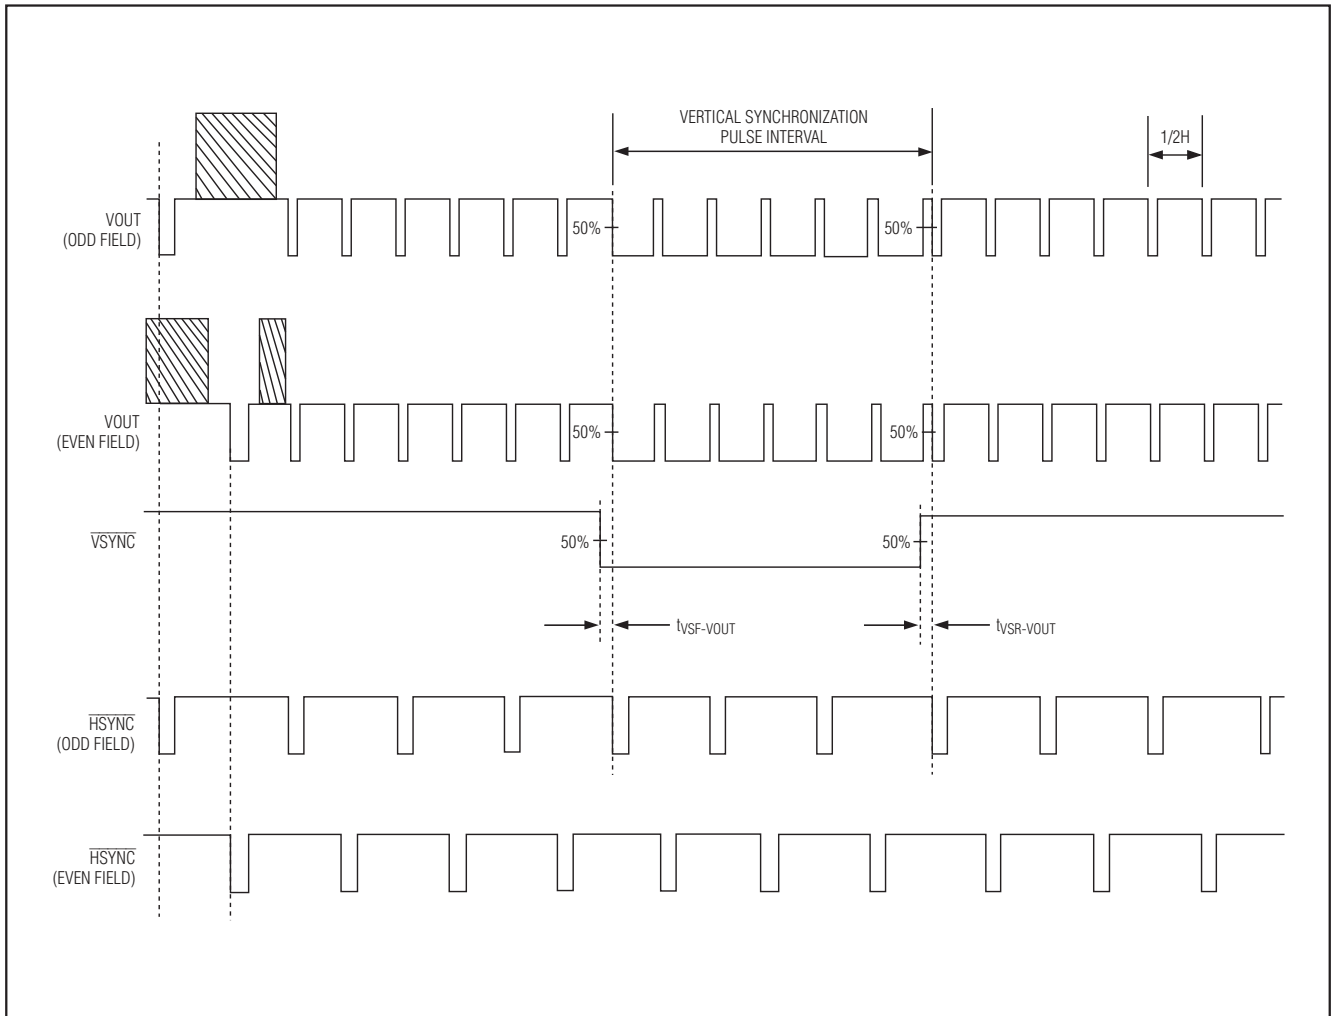 VERTICAL SYNCHRONIZATION
PULSE INTERVAL
1/2H
VOUT
(ODD FIELD)
50%
50%
VOUT
(EVEN FIELD)
50%
50%
VSYNC
50%
50%
tVSF-VOUT
tVSR-VOUT
HSYNC
(ODD FIELD)
HSYNC
(EVEN FIELD)